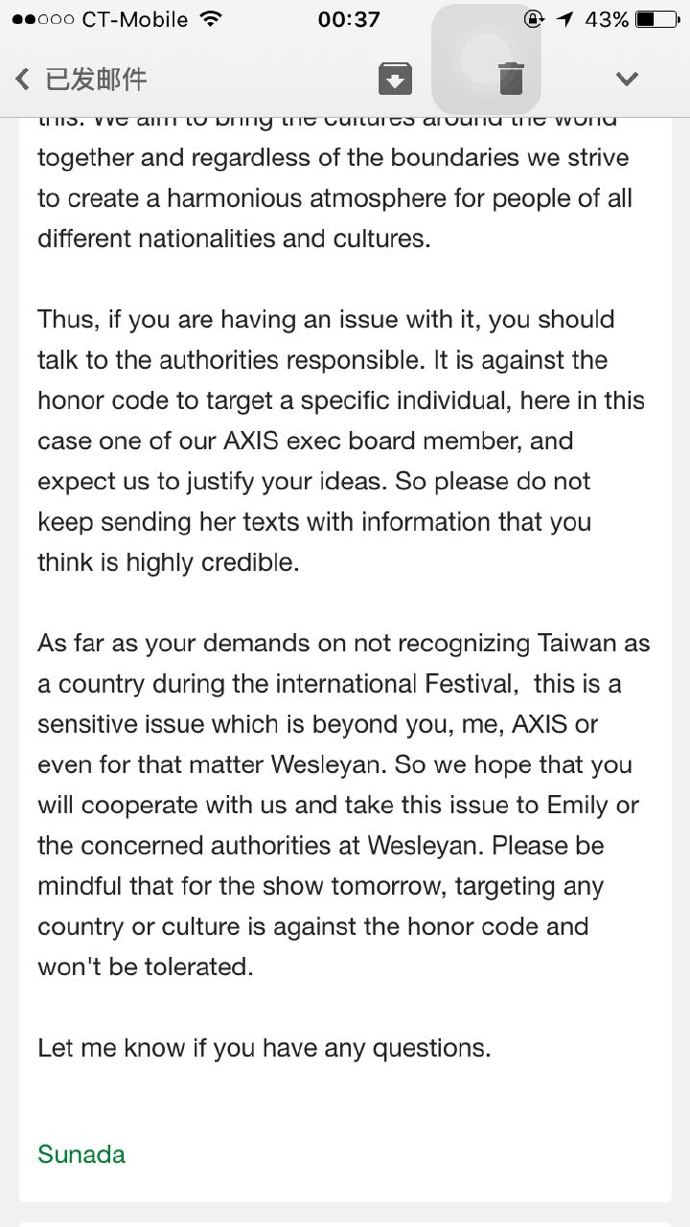 CT-Mobile 00:37 43%
已发邮件
this. We aim to bring the cultures around the world
together and regardless of the boundaries we strive
to create a harmonious atmosphere for people of all
different nationalities and cultures.
Thus, if you are having an issue with it, you should
talk to the authorities responsible. It is against the
honor code to target a specific individual, here in this
case one of our AXIS exec board member, and
expect us to justify your ideas. So please do not
keep sending her texts with information that you
think is highly credible.
As far as your demands on not recognizing Taiwan as
a country during the international Festival,  this is a
sensitive issue which is beyond you, me, AXIS or
even for that matter Wesleyan. So we hope that you
will cooperate with us and take this issue to Emily or
the concerned authorities at Wesleyan. Please be
mindful that for the show tomorrow, targeting any
country or culture is against the honor code and
won't be tolerated.
Let me know if you have any questions.
Sunada